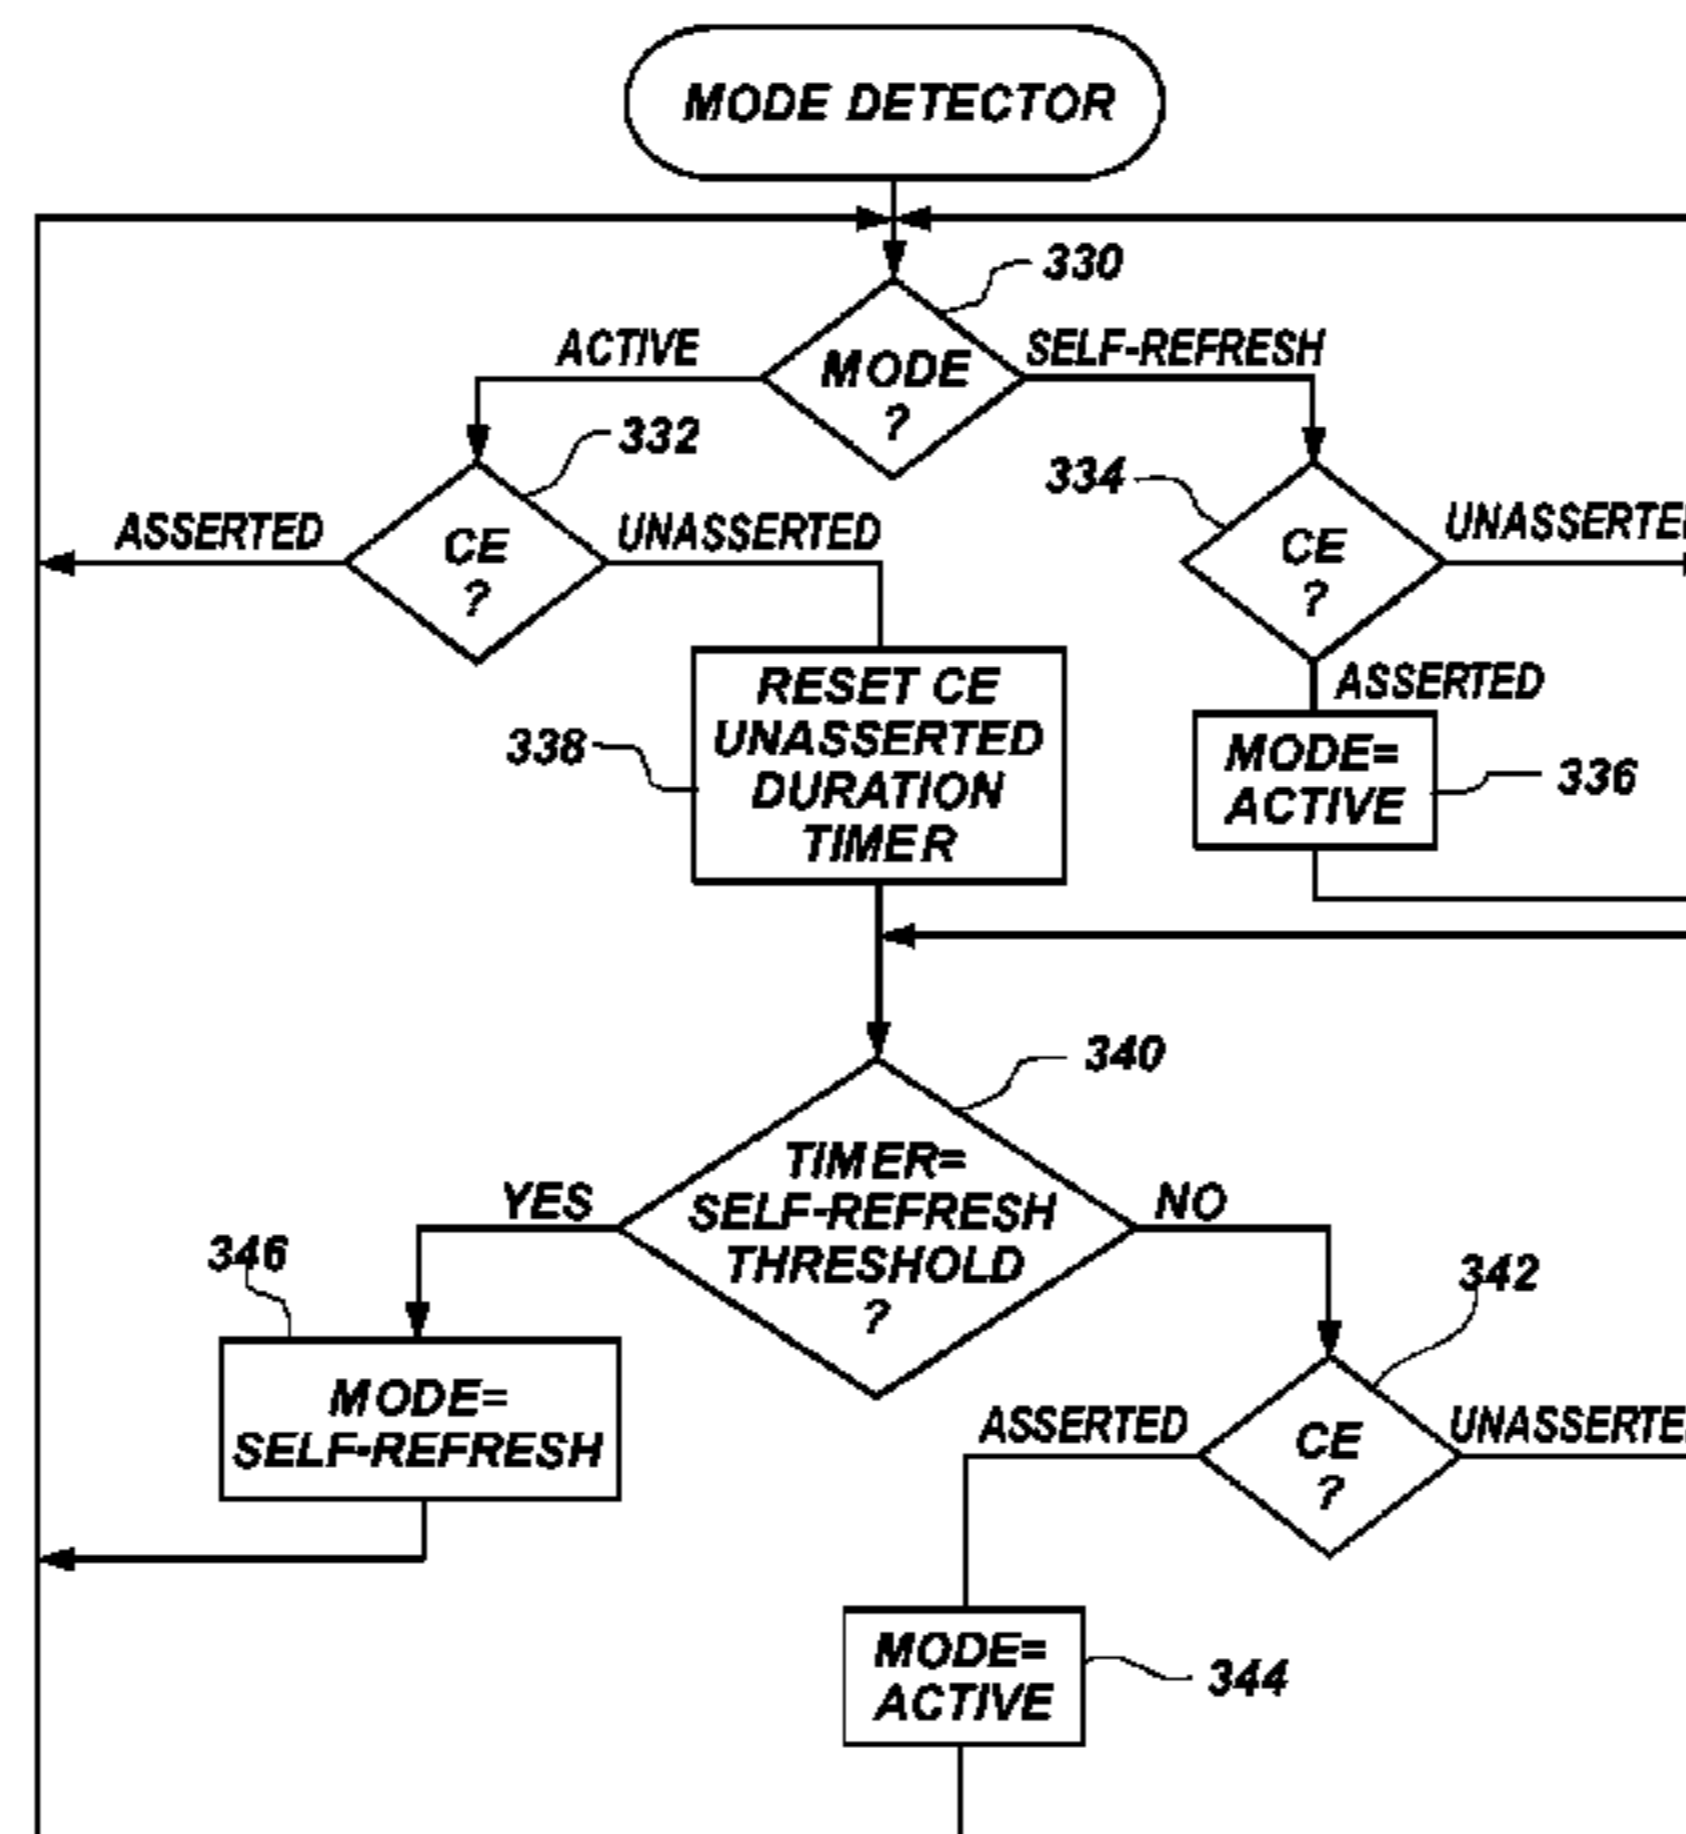 MODE DETECTOR
330
ACTIVE
SELF-REFRESH
MODE
?
332
334
ASSERTED
CE
?
UNASSERTED
CE
?
UNASSERTED
ASSERTED
338
RESET CE
UNASSERTED
DURATION
TIMER
MODE=
ACTIVE
336
340
YES
TIMER=
SELF-REFRESH
THRESHOLD
?
NO
346
342
MODE=
SELF-REFRESH
ASSERTED
CE
?
UNASSERTE
MODE=
ACTIVE
344